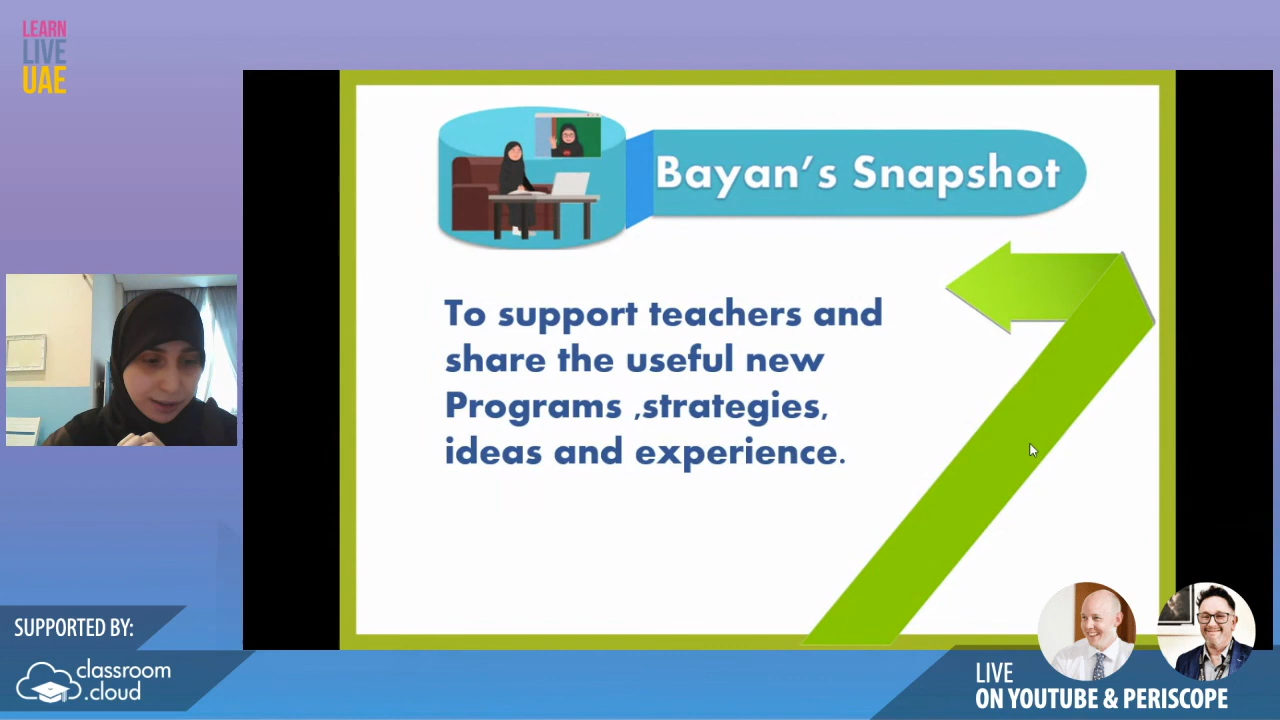 LEARN
LIVE
UAE
Bayan's Snapshot
To support teachers and
share the useful new
Programs ,strategies,
ideas and experience.
SUPPORTED BY:
classroom
.cloud
LIVE
ON YOUTUBE & PERISCOPE